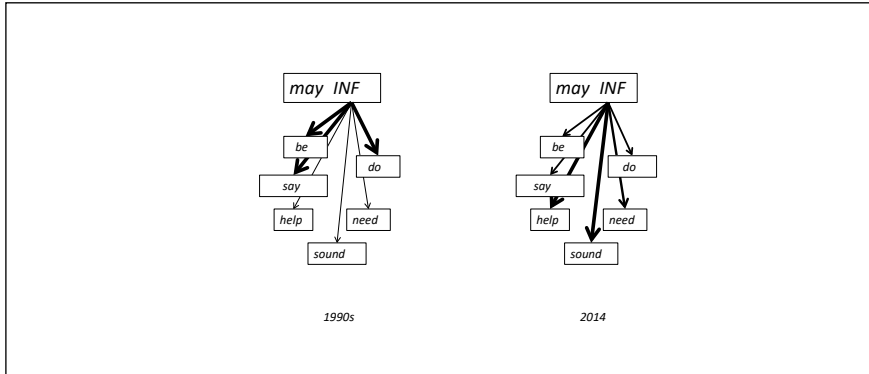 may INF
be
do
say
help
need
sound
1990s
may INF
be
do
say
help
need
sound
2014